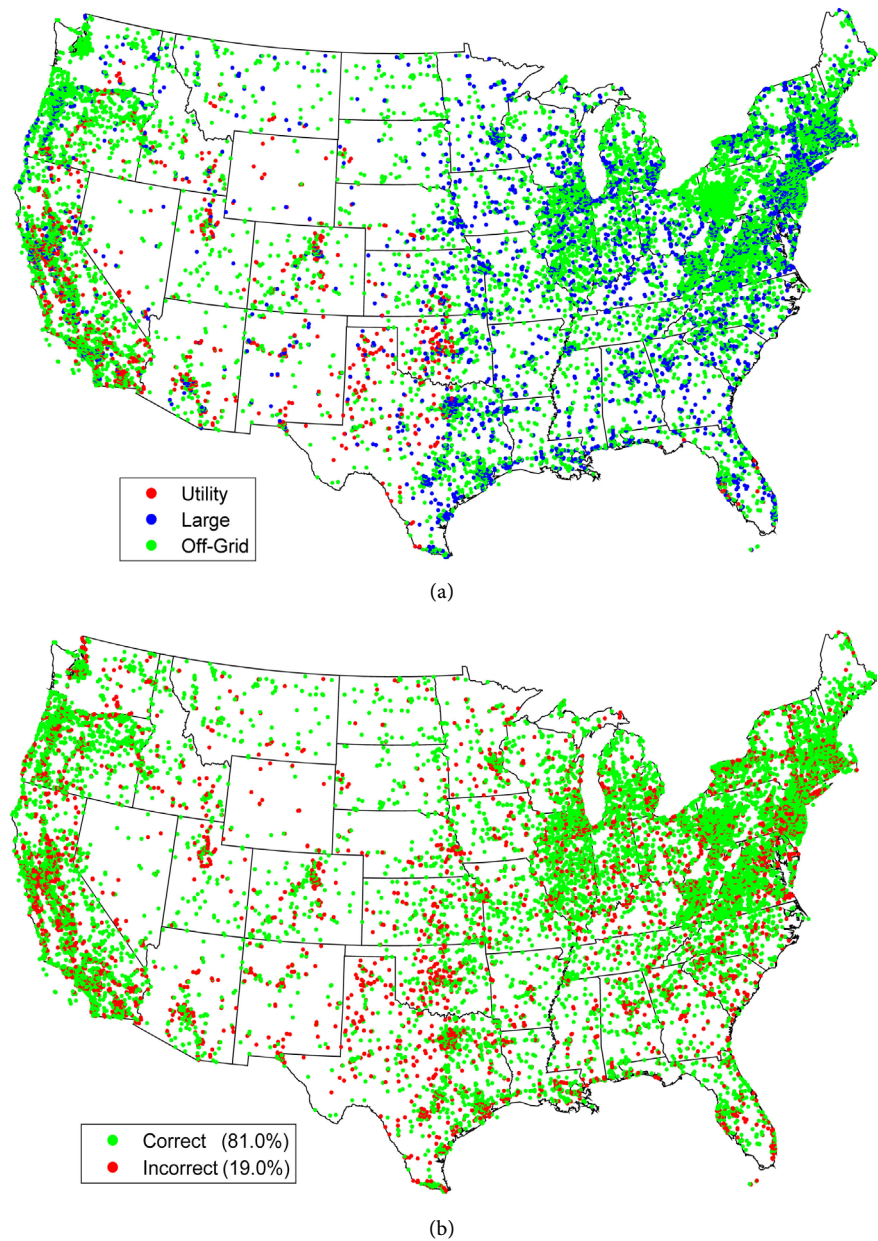 Utility
Large
Off-Grid
(a)
Correct (81.0%)
Incorrect (19.0%)
(b)